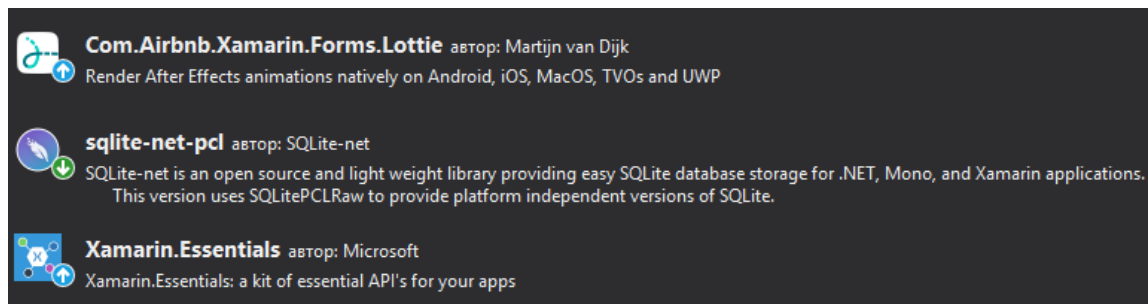 Com.Airbnb.Xamarin.Forms.Lottie автор: Martijn van Dijk
Render After Effects animations natively on Android, iOS, MacOS, TVOs and UWP
sqlite-net-pcl автор: SQLite-net
SQLite-net is an open source and light weight library providing easy SQLite database storage for .NET, Mono, and Xamarin applications.
This version uses SQLitePCLRaw to provide platform independent versions of SQLite.
Xamarin.Essentials автор: Microsoft
Xamarin.Essentials: a kit of essential API's for your apps